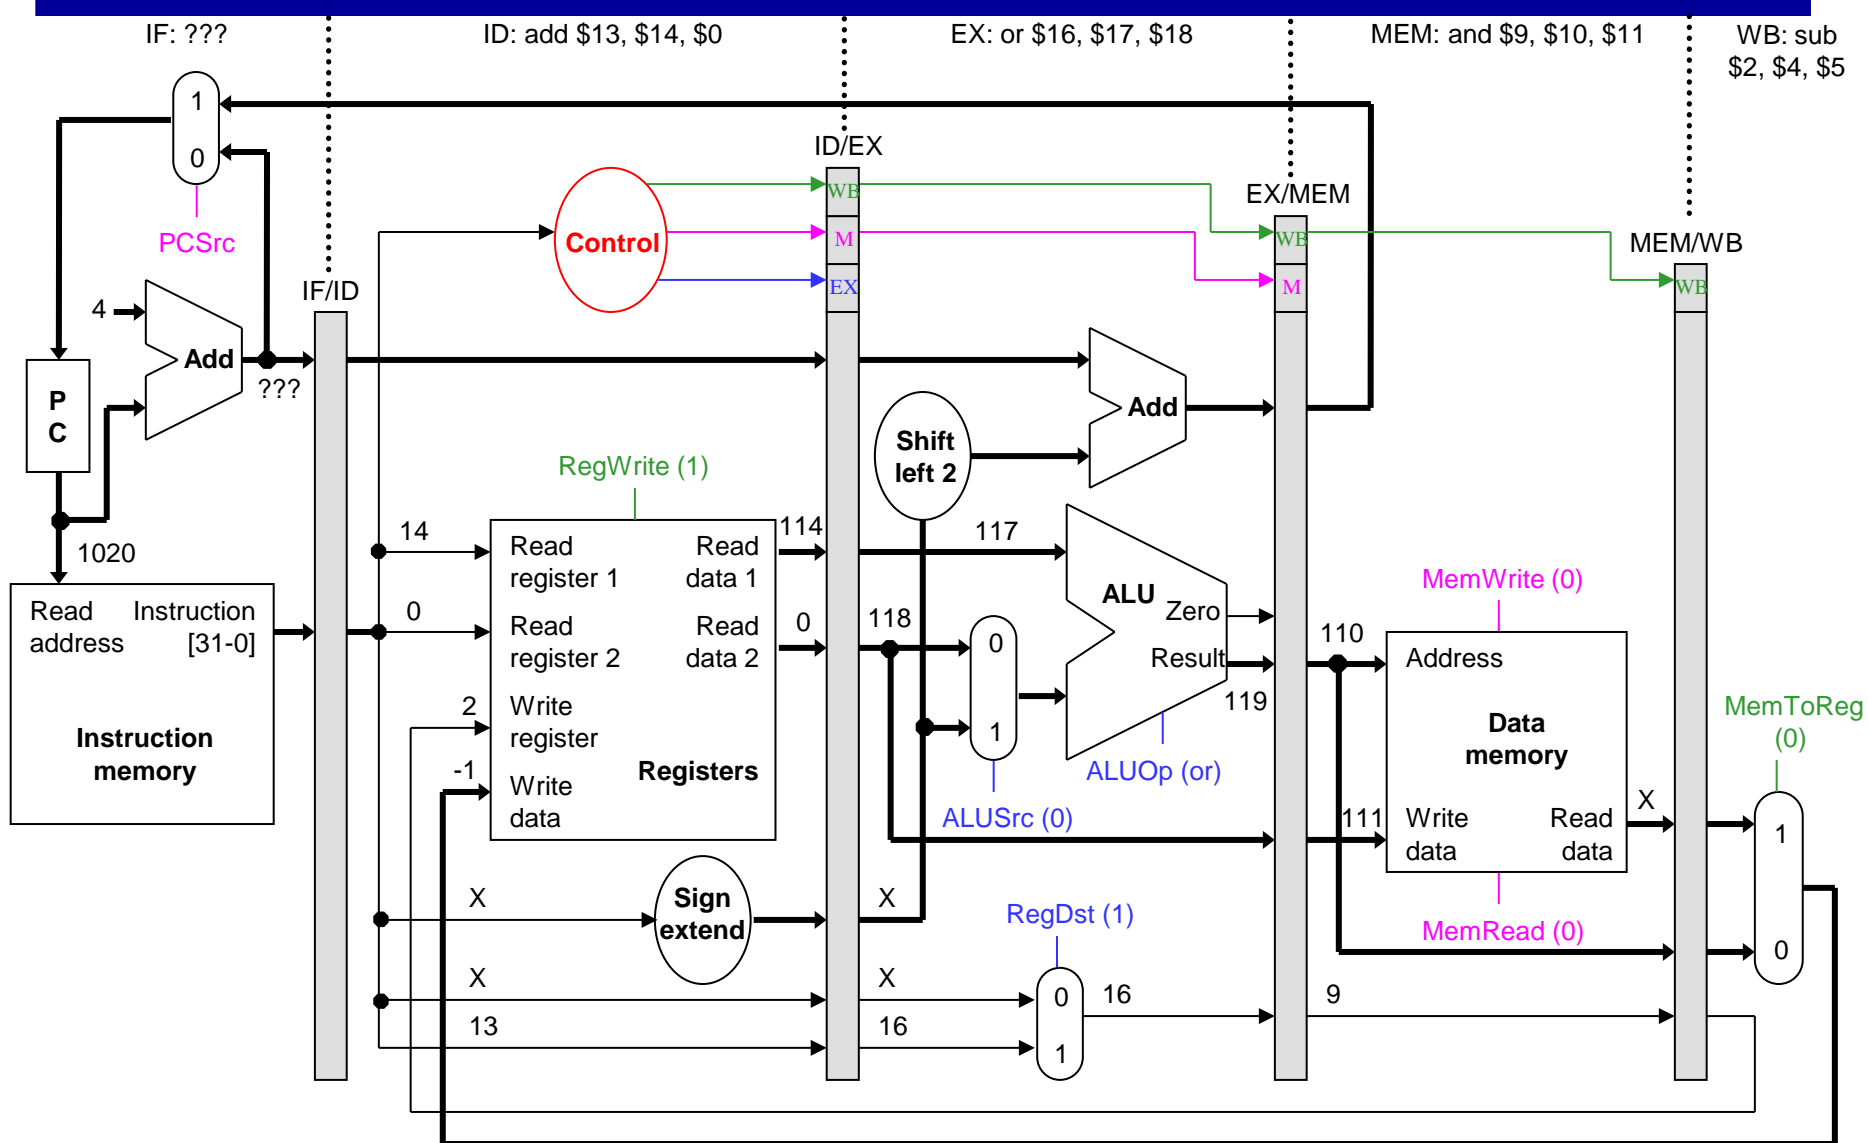 IF: ???
ID: add $13, $14, $0
EX: or $16, $17, $18
MEM: and $9, $10, $11
WB: sub
$2, $4, $5
1
0
PCSrc
4
Add
???
P
C
1020
Read
address
Instruction
[31-0]
Instruction
memory
IF/ID
Control
ID/EX
WB
M
EX
EX/MEM
WB
M
MEM/WB
WB
RegWrite (1)
14
0
2
-1
Read
register 1
Read
data 1
Read
register 2
Read
data 2
Write
register
Write
data
Registers
114
0
Sign
extend
X
X
13
Shift
left 2
Add
117
118
0
1
ALUSrc (0)
ALU
Zero
Result
119
ALUOp (or)
X
X
16
RegDst (1)
0
1
16
110
111
9
MemWrite (0)
Address
Data
memory
Write
data
Read
data
MemRead (0)
X
MemToReg
(0)
1
0